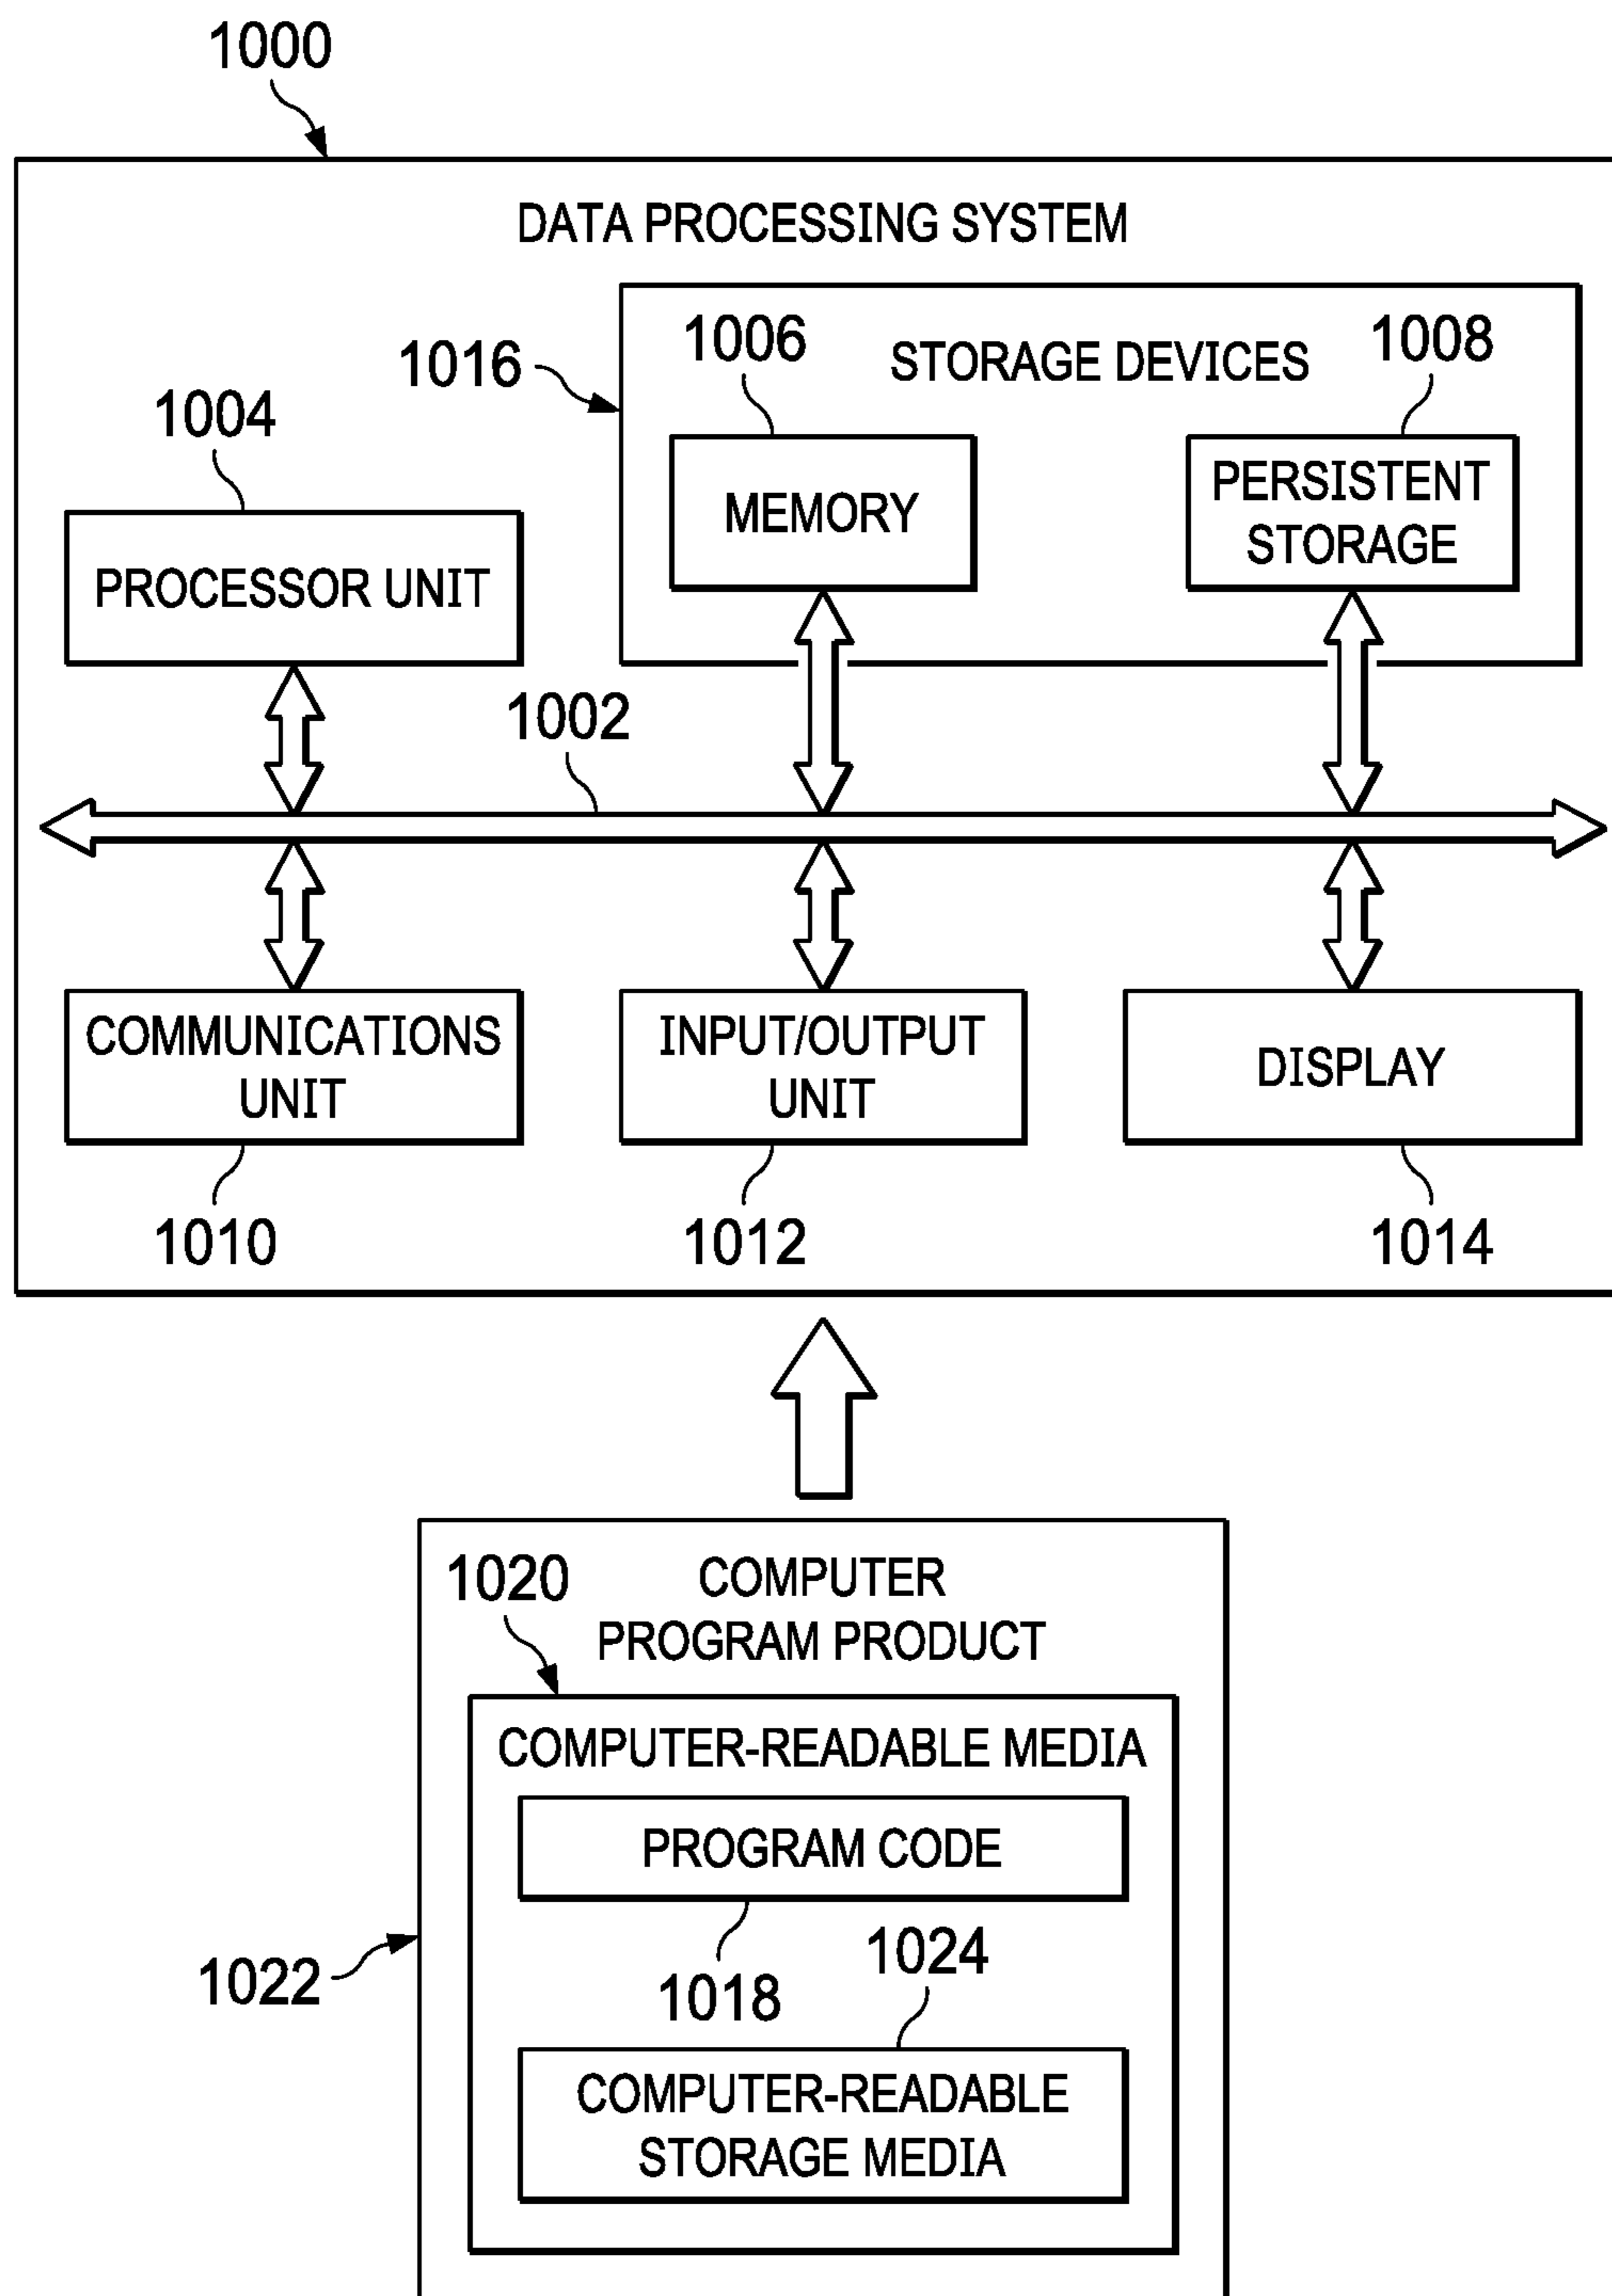 1000
DATA PROCESSING SYSTEM
1016
1006
STORAGE DEVICES
1008
1004
MEMORY
PERSISTENT
STORAGE
PROCESSOR UNIT
1002
COMMUNICATIONS
UNIT
INPUT/OUTPUT
UNIT
DISPLAY
1010
1012
1014
1020
COMPUTER
PROGRAM PRODUCT
COMPUTER-READABLE MEDIA
PROGRAM CODE
1022
1018
1024
COMPUTER-READABLE
STORAGE MEDIA